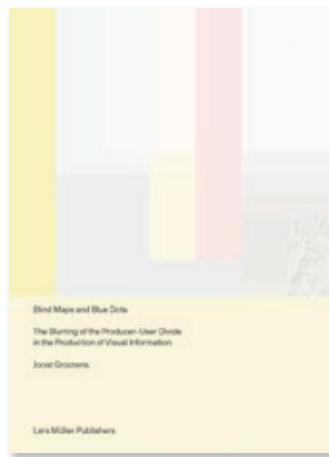 Blind Maps and Blue Dots
The Blurring of the Producer-User Divide
in the Production of Visual Information
Joost Grootens
Lars Müller Publishers